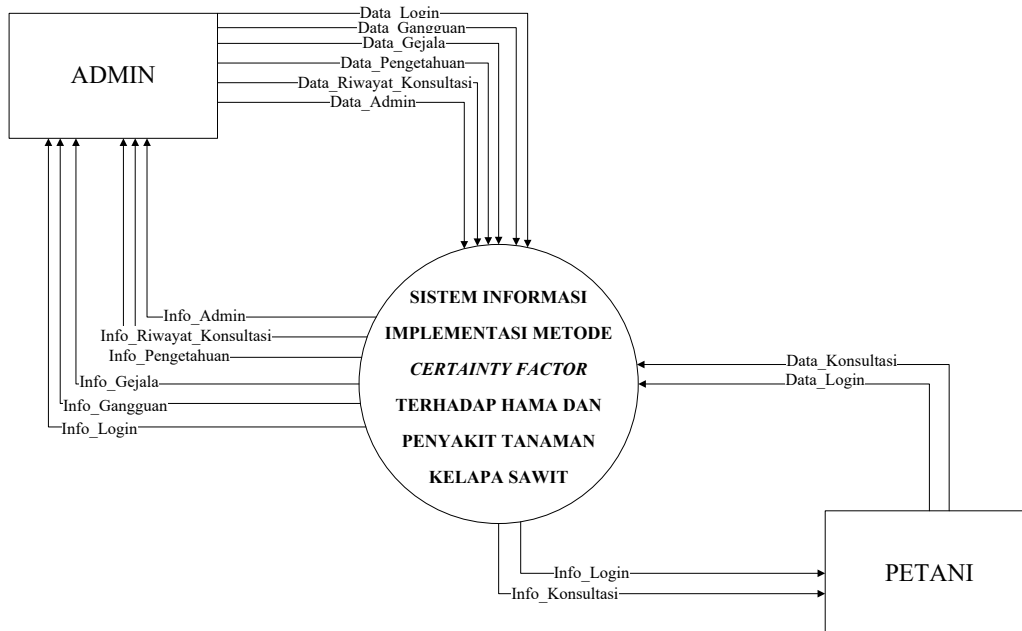 Data_Login
Data_Gangguan
Data_Gejala
Data_Pengetahuan
Data_Riwayat_Konsultasi
Data_Admin
ADMIN
SISTEM INFORMASI
IMPLEMENTASI METODE
CERTAINTY FACTOR
TERHADAP HAMA DAN
PENYAKIT TANAMAN
KELAPA SAWIT
Info_Admin
Info_Riwayat_Konsultasi
Info_Pengetahuan
Info_Gejala
Info_Gangguan
Info_Login
Data_Konsultasi
Data_Login
PETANI
Info_Login
Info_Konsultasi